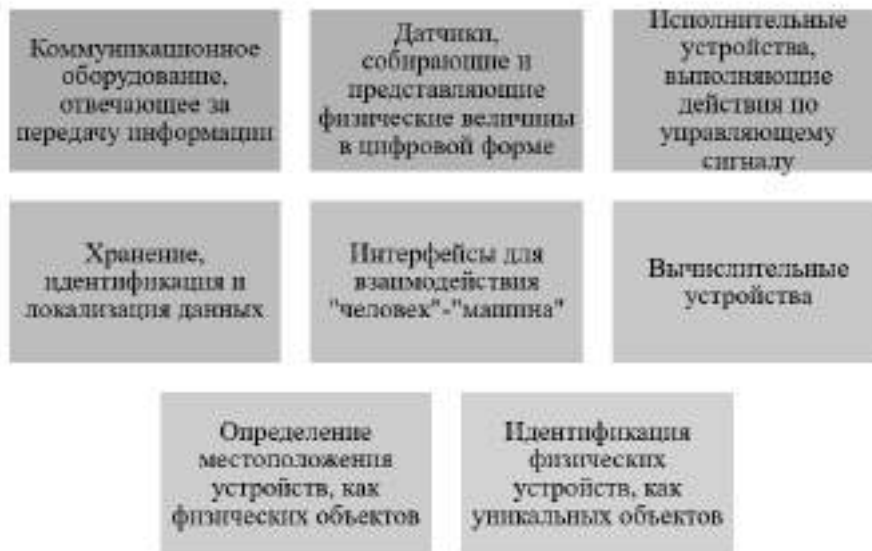 Коммуникационное
оборудование,
отвечающее за
передачу информации
Датчики,
собирающие и
представляющие
физические величины
в цифровой форме
Исполнительные
устройства,
выполняющие
действия по
управляющему
сигналу
Хранение,
идентификация и
локализация данных
Интерфейсы для
взаимодействия
"человек"-"машина"
Вычислительные
устройства
Определение
местоположения
устройств, как
физических объектов
Идентификация
физических
устройств, как
уникальных объектов